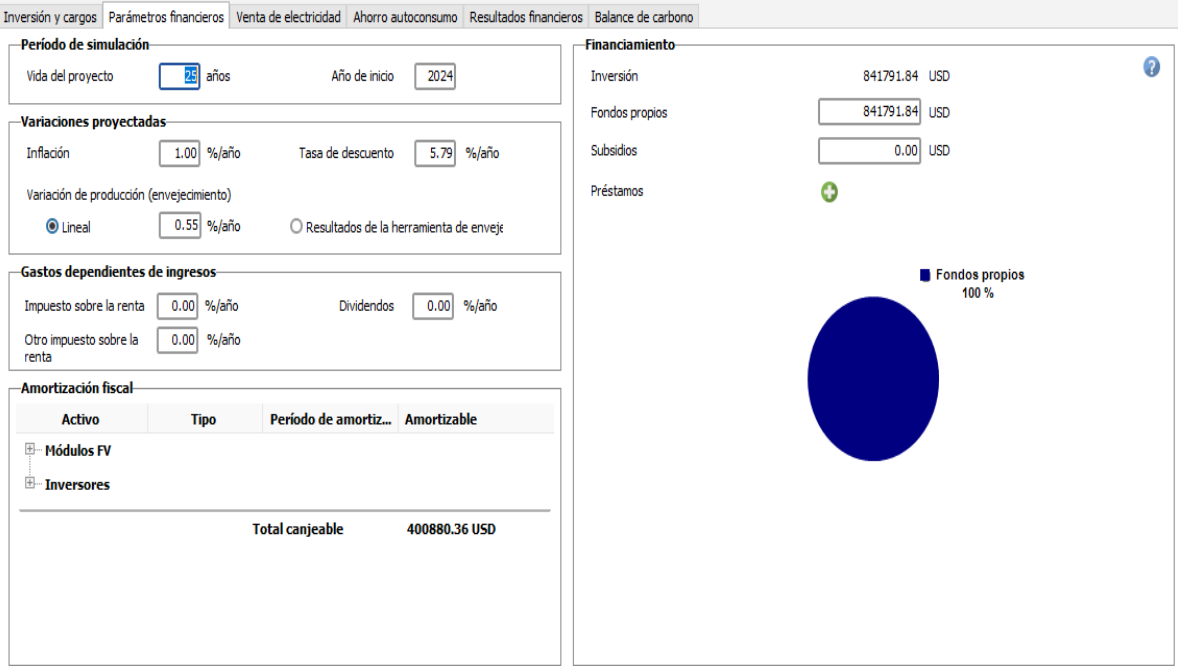 Inversión y cargos Parámetros financieros Venta de electricidad Ahorro autoconsumo Resultados financieros Balance de carbono
Período de simulación
Vida del proyecto 25 años Año de inicio 2024
Variaciones proyectadas
Inflación 1.00 %/año Tasa de descuento 5.79 %/año
Variación de producción (envejecimiento)
Lineal 0.55 %/año Resultados de la herramienta de enveje
Gastos dependientes de ingresos
Impuesto sobre la renta 0.00 %/año Dividendos 0.00 %/año
Otro impuesto sobre la
renta 0.00 %/año
Amortización fiscal
Activo Tipo Período de amortiz... Amortizable
Módulos FV
Inversores
Total canjeable 400880.36 USD
Financiamiento
?
Inversión 841791.84 USD
Fondos propios 841791.84 USD
Subsidios 0.00 USD
Préstamos
Fondos propios
100 %